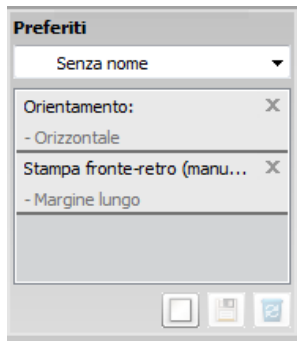 Preferiti
Senza nome
Orientamento:
- Orizzontale
Stampa fronte-retro (manu...
- Margine lungo